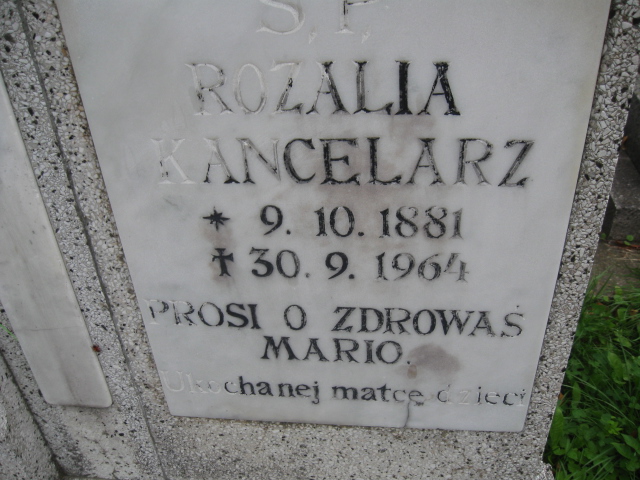 Ś. P.
ROZALIA
KANCELARZ
* 9. 10. 1881
✝ 30. 9. 1964
PROSI O ZDROWAŚ
MARIO.
Ukochanej matce dzieci